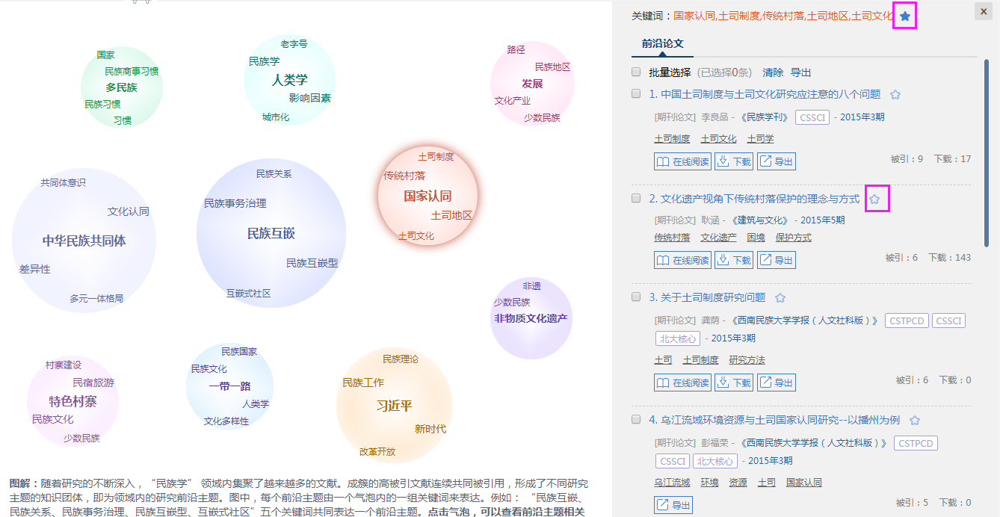 国家
民族商事习惯
多民族
民族习惯
习惯
老字号
民族学
人类学
影响因素
城市化
路径
民族地区
发展
文化产业
少数民族
共同体意识
文化认同
中华民族共同体
差异性
多元一体格局
民族关系
民族事务治理
民族互嵌
民族互嵌型
互嵌式社区
土司制度
传统村落
国家认同
土司地区
土司文化
非遗
少数民族
非物质文化遗产
村寨建设
民宿旅游
特色村寨
民族文化
少数民族
民族国家
民族文化
一带一路
人类学
文化多样性
民族理论
民族工作
习近平
新时代
改革开放
图解：随着研究的不断深入，“民族学” 领域内集聚了越来越多的文献。成簇的高被引文献连续共同被引用，形成了不同研究
主题的知识团体，即为领域内的研究前沿主题。图中，每个前沿主题由一个气泡内的一组关键词来表达。例如： “民族互嵌、
民族关系、民族事务治理、民族互嵌型、互嵌式社区”五个关键词共同表达一个前沿主题。点击气泡，可以查看前沿主题相关
关键词：国家认同,土司制度,传统村落,土司地区,土司文化
x
前沿论文
批量选择 (已选择0条) 清除 导出
1. 中国土司制度与土司文化研究应注意的八个问题
[期刊论文] 李良品 - 《民族学刊》 CSSCI - 2015年3期
土司制度 土司文化 土司学
在线阅读 下载 导出 被引：9 下载：17
2. 文化遗产视角下传统村落保护的理念与方式
[期刊论文] 耿涵 - 《建筑与文化》 - 2015年5期
传统村落 文化遗产 困境 保护方式
在线阅读 下载 导出 被引：6 下载：143
3. 关于土司制度研究问题
[期刊论文] 龚荫 - 《西南民族大学学报（人文社科版）》 CSTPCD CSSCI
北大核心 - 2015年3期
土司 土司制度 研究方法
在线阅读 下载 导出 被引：6 下载：0
4. 乌江流域环境资源与土司国家认同研究--以播州为例
[期刊论文] 彭福荣 - 《西南民族大学学报（人文社科版）》 CSTPCD
CSSCI 北大核心 - 2015年3期
乌江流域 环境 资源 土司 国家认同
导出 被引：5 下载：0